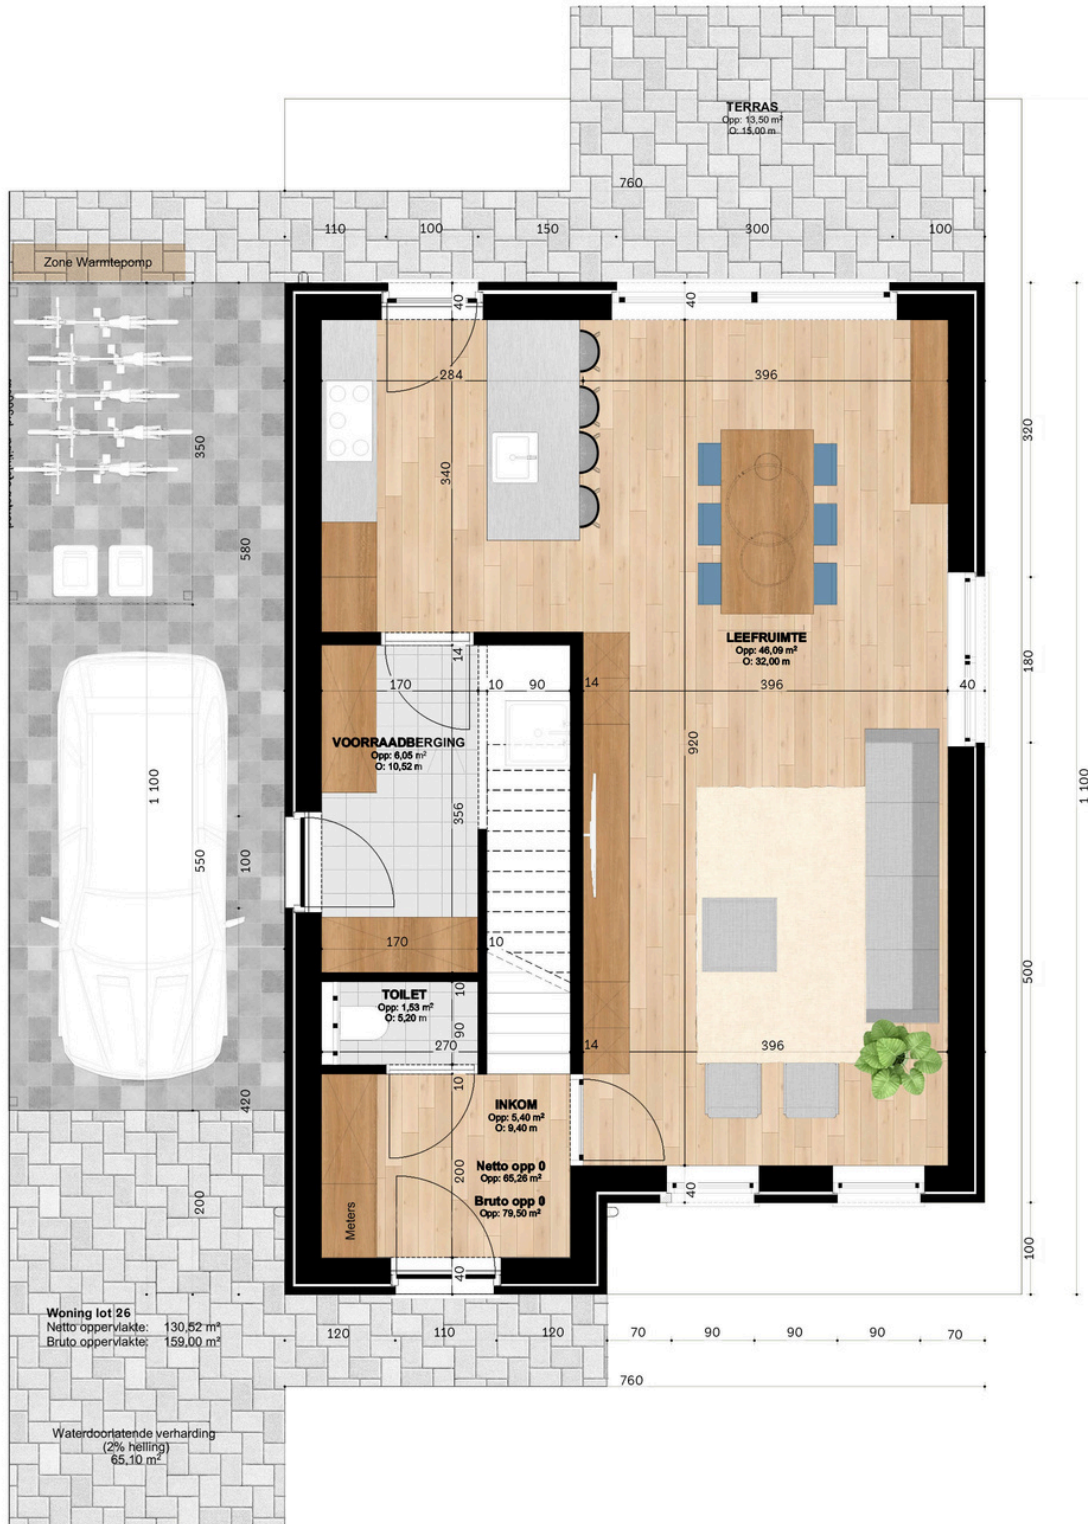 TERRAS
Opp: 13,50 m²
O: 15,00 m
760
110 100 150 300 100
Zone Warmtepomp
40
40
284
396
320
350
340
580
LEEFRUIMTE
Opp: 46,09 m²
O: 32,00 m
14
180
170 10 90 14 396 40
VOORRAADBERGING
Opp: 6,05 m²
O: 10,52 m
920
1 100
1 100
356
550
100
170 10
500
TOILET
Opp: 1,53 m²
O: 5,20 m
10
90
270 14 396
10
420
INKOM
Opp: 5,40 m²
O: 9,40 m
Netto opp 0
Opp: 65,26 m²
Bruto opp 0
Opp: 79,50 m²
200
200
Meters
40
40
100
Woning lot 26
Netto oppervlakte: 130,52 m²
Bruto oppervlakte: 159,00 m²
120 110 120 70 90 90 90 70
760
Waterdoorlatende verharding
(2% helling)
65,10 m²